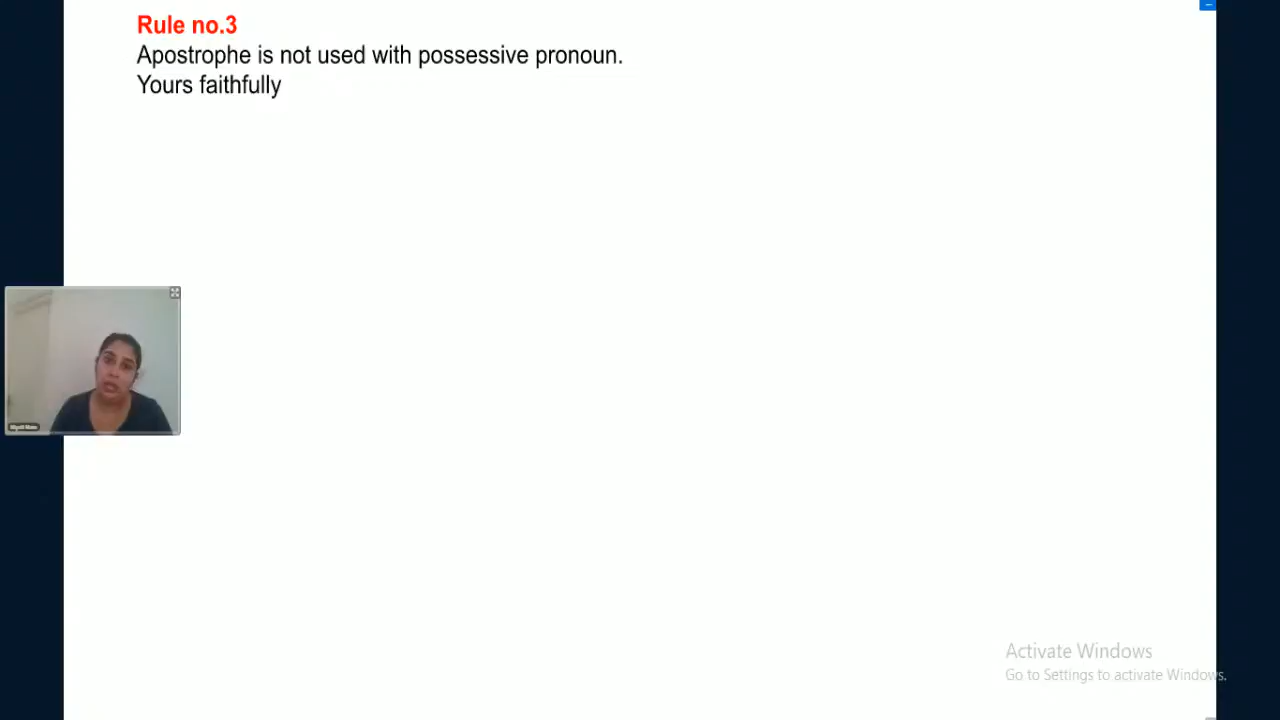 Rule no.3
Apostrophe is not used with possessive pronoun.
Yours faithfully
Activate Windows
Go to Settings to activate Windows.